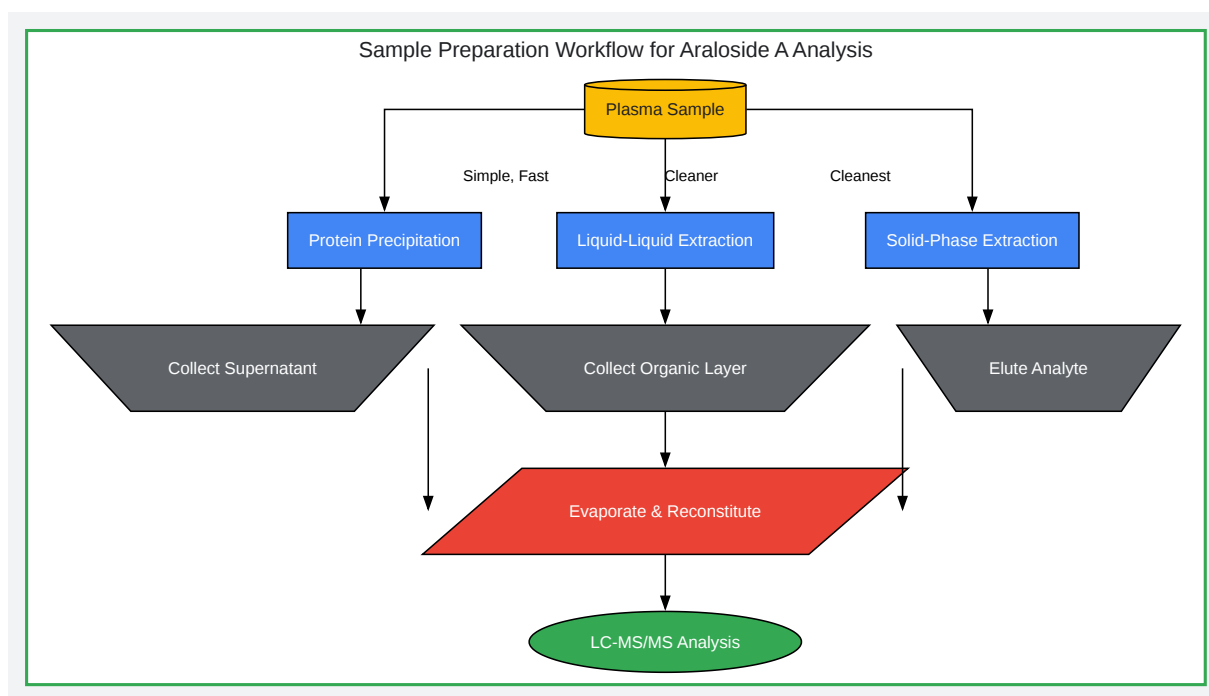 Sample Preparation Workflow for Araloside A Analysis
Plasma Sample
Simple, Fast
Cleaner
Cleanest
Protein Precipitation
Liquid-Liquid Extraction
Solid-Phase Extraction
Collect Supernatant
Collect Organic Layer
Elute Analyte
Evaporate & Reconstitute
LC-MS/MS Analysis